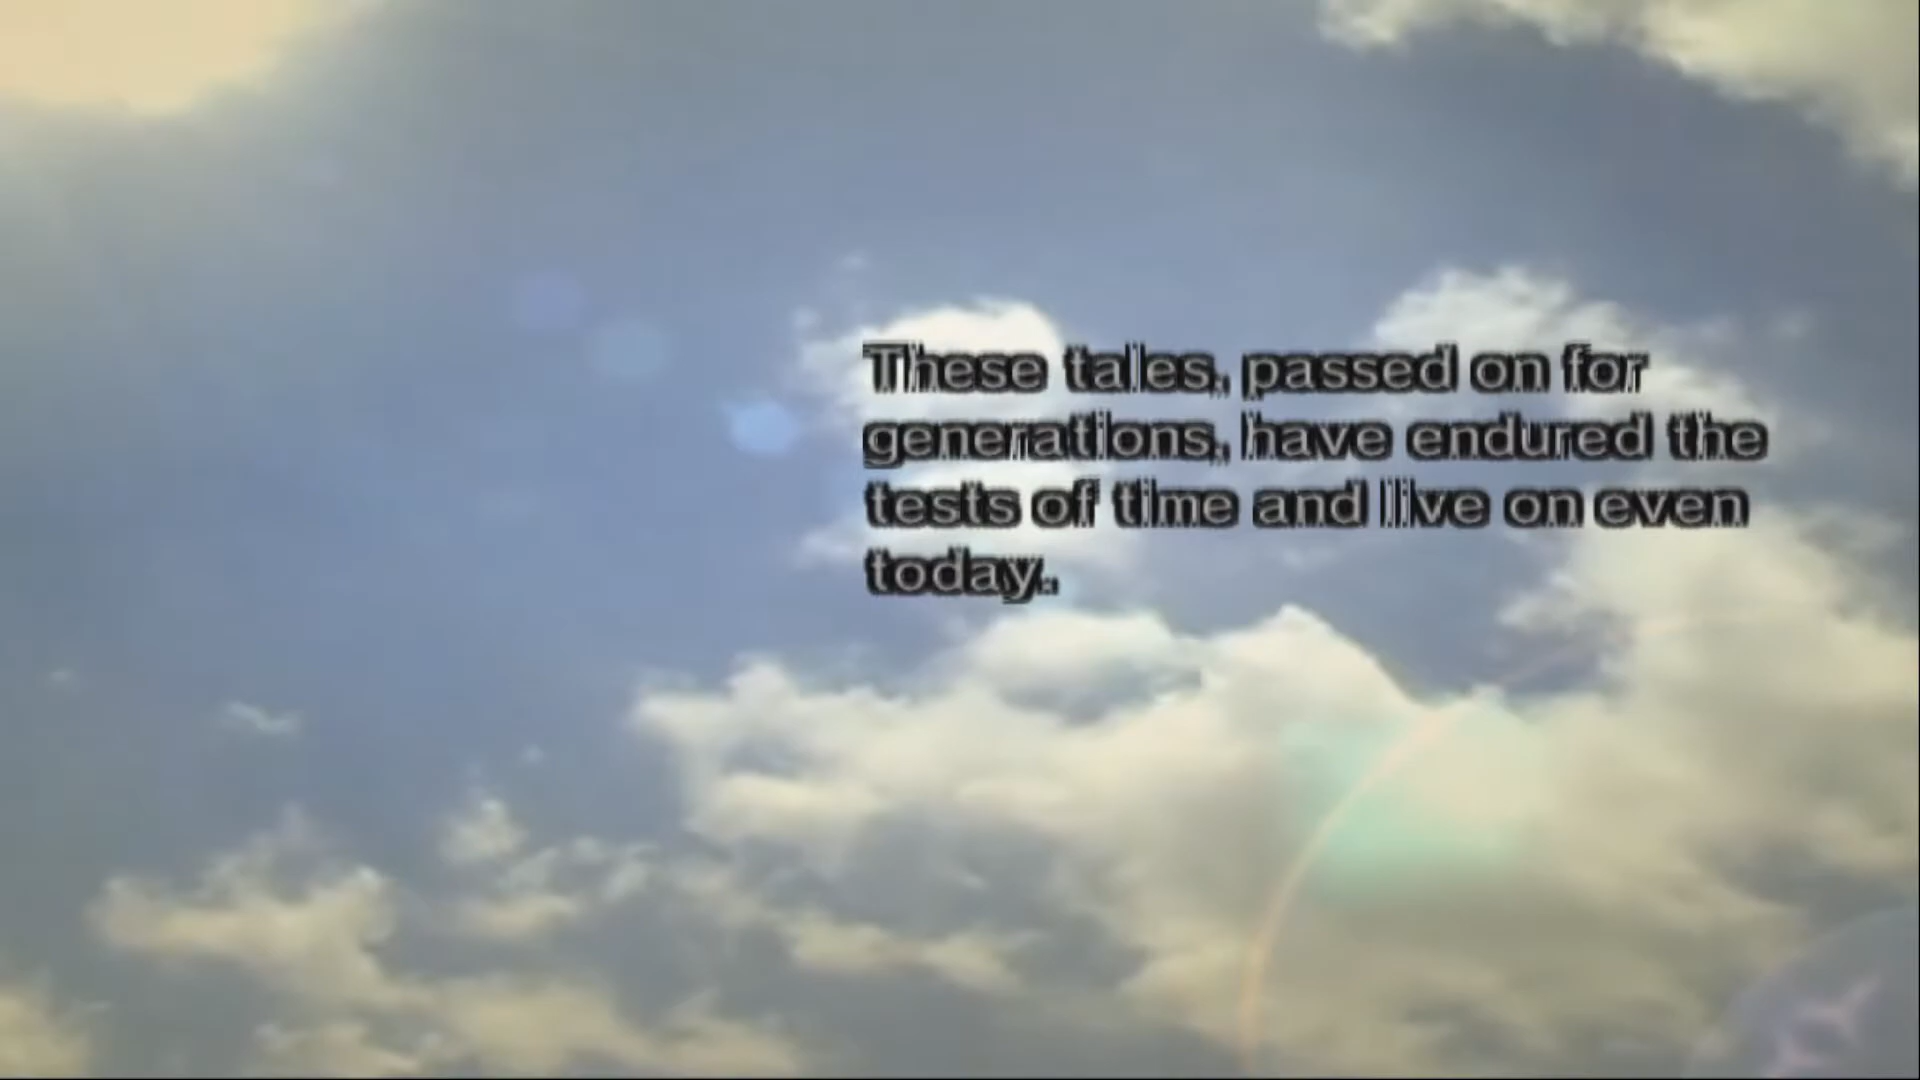 These tales, passed on for
generations, have endured the
tests of time and live on even
today.